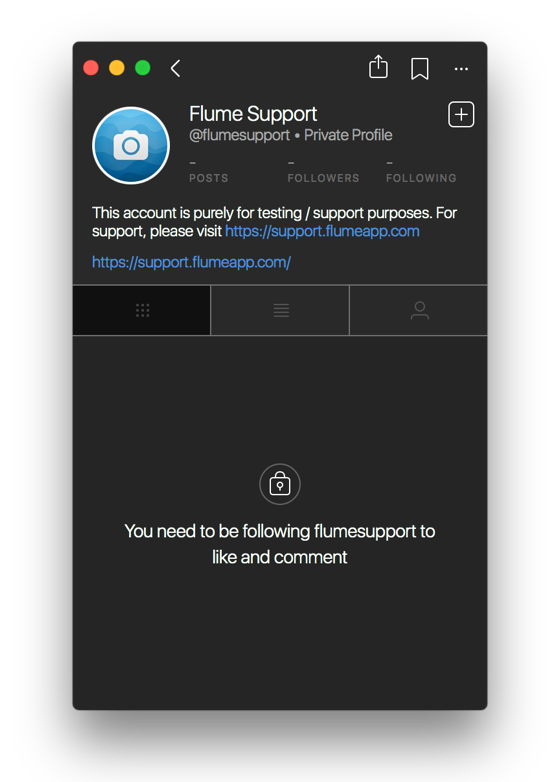 Flume Support
@flumesupport • Private Profile
– – –
POSTS FOLLOWERS FOLLOWING
This account is purely for testing / support purposes. For
support, please visit https://support.flumeapp.com
https://support.flumeapp.com/
You need to be following flumesupport to
like and comment